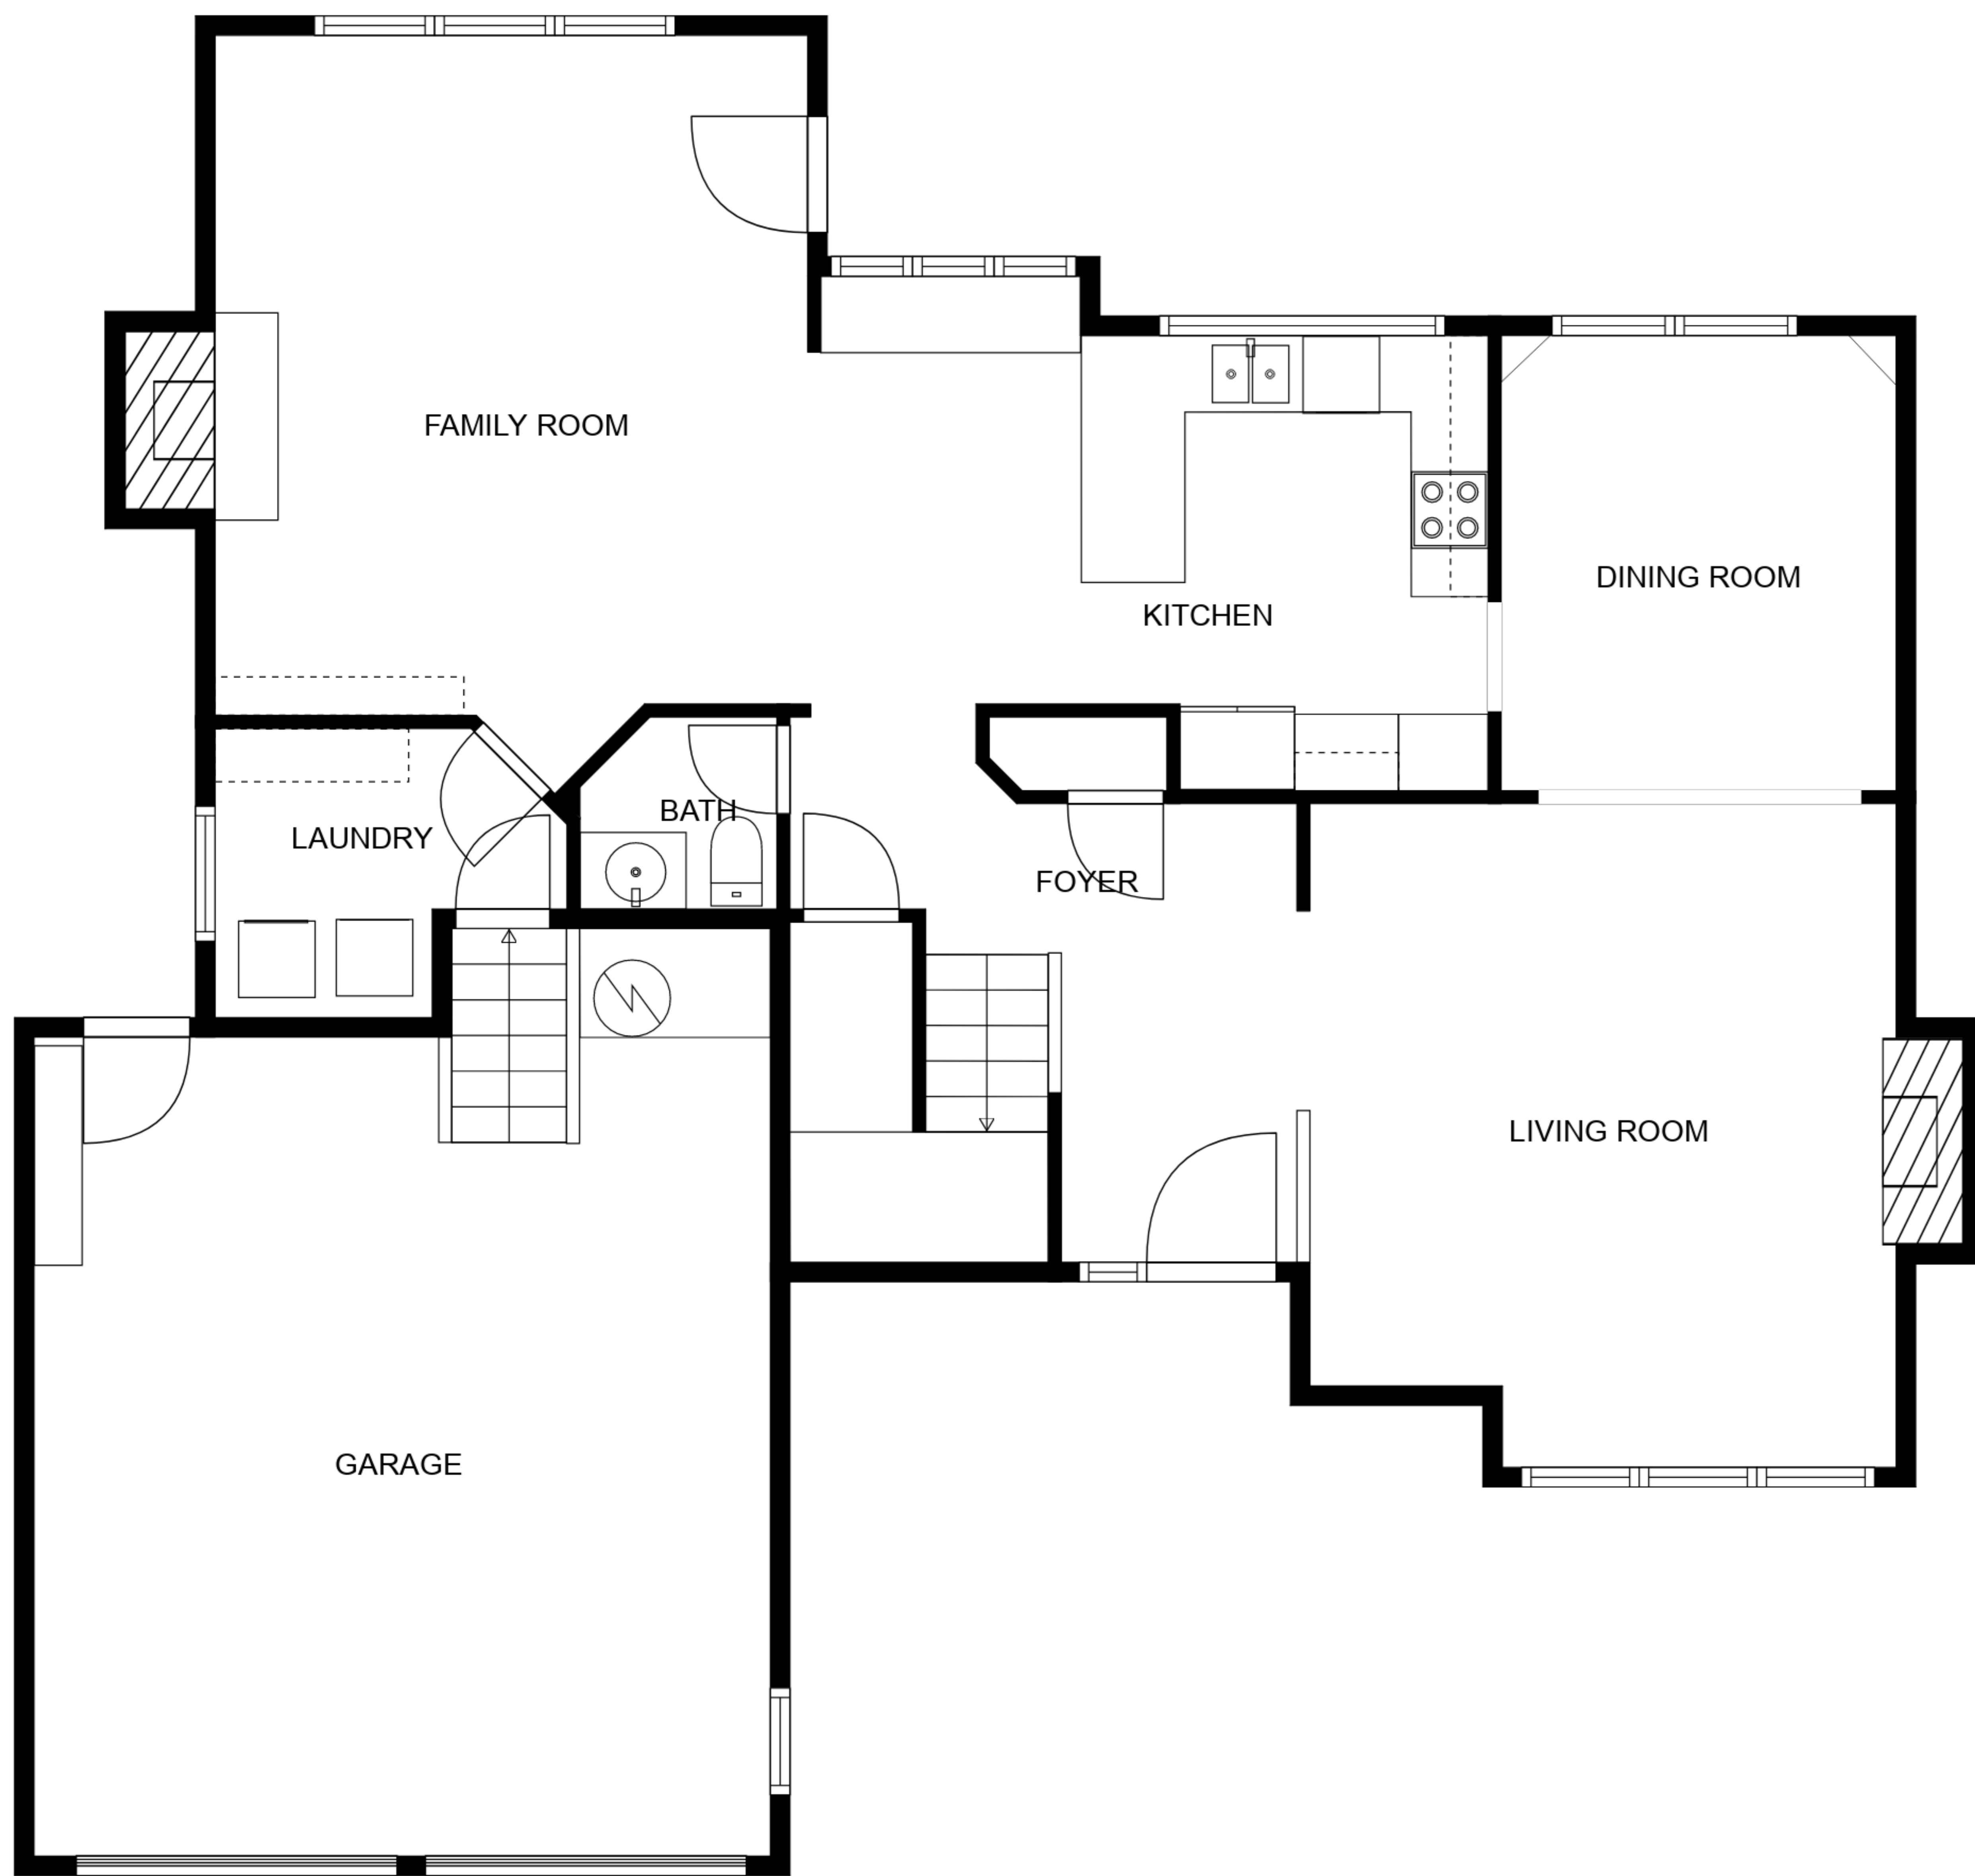 FAMILY ROOM
DINING ROOM
KITCHEN
BATH
LAUNDRY
FOYER
LIVING ROOM
GARAGE